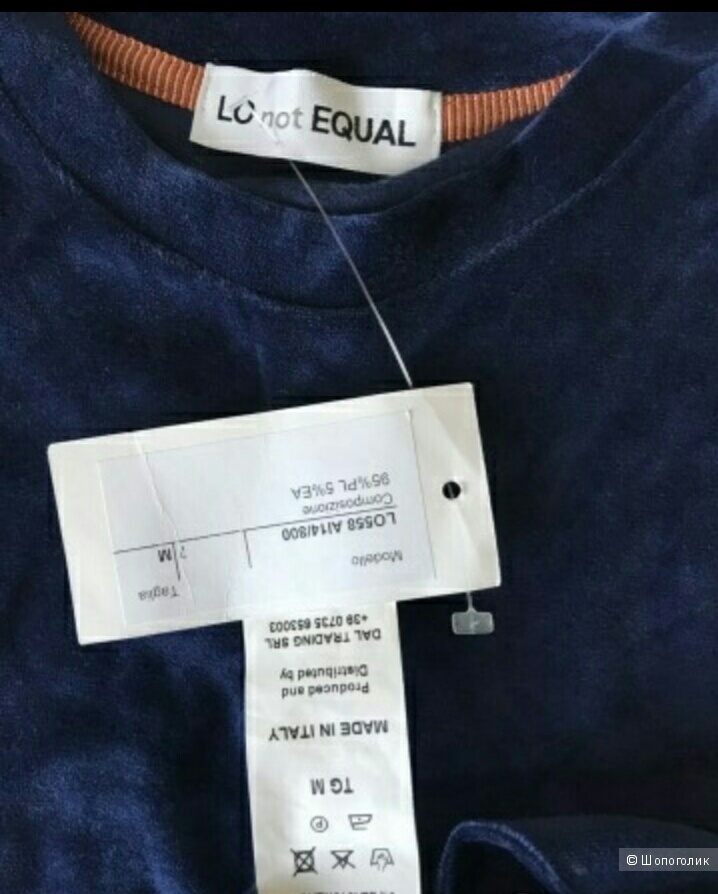 LO not EQUAL
Modello
Taglia
LO558 AI14/800
M
Composizione
95%PL 5%EA
TG M
MADE IN ITALY
Produced and
Distributed by
DAL TRADING SRL
+39 0735 653003
© Шопоголик